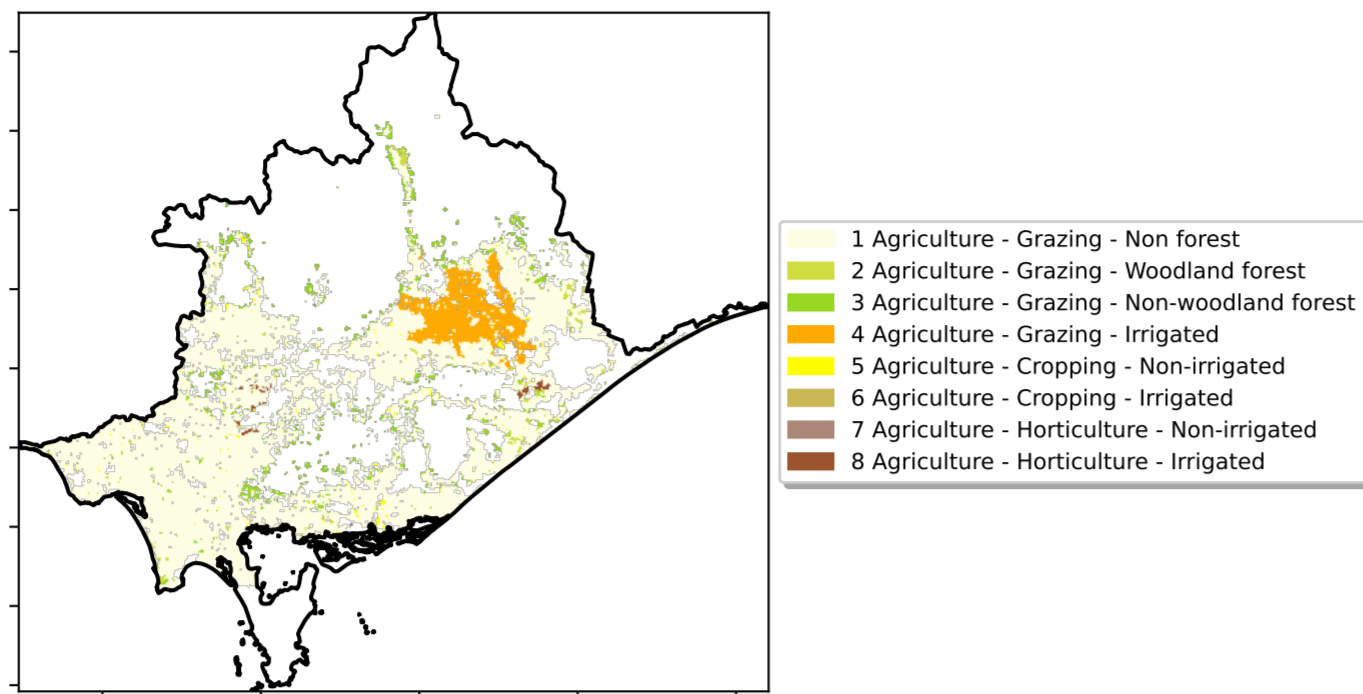 1 Agriculture - Grazing - Non forest
2 Agriculture - Grazing - Woodland forest
3 Agriculture - Grazing - Non-woodland forest
4 Agriculture - Grazing - Irrigated
5 Agriculture - Cropping - Non-irrigated
6 Agriculture - Cropping - Irrigated
7 Agriculture - Horticulture - Non-irrigated
8 Agriculture - Horticulture - Irrigated